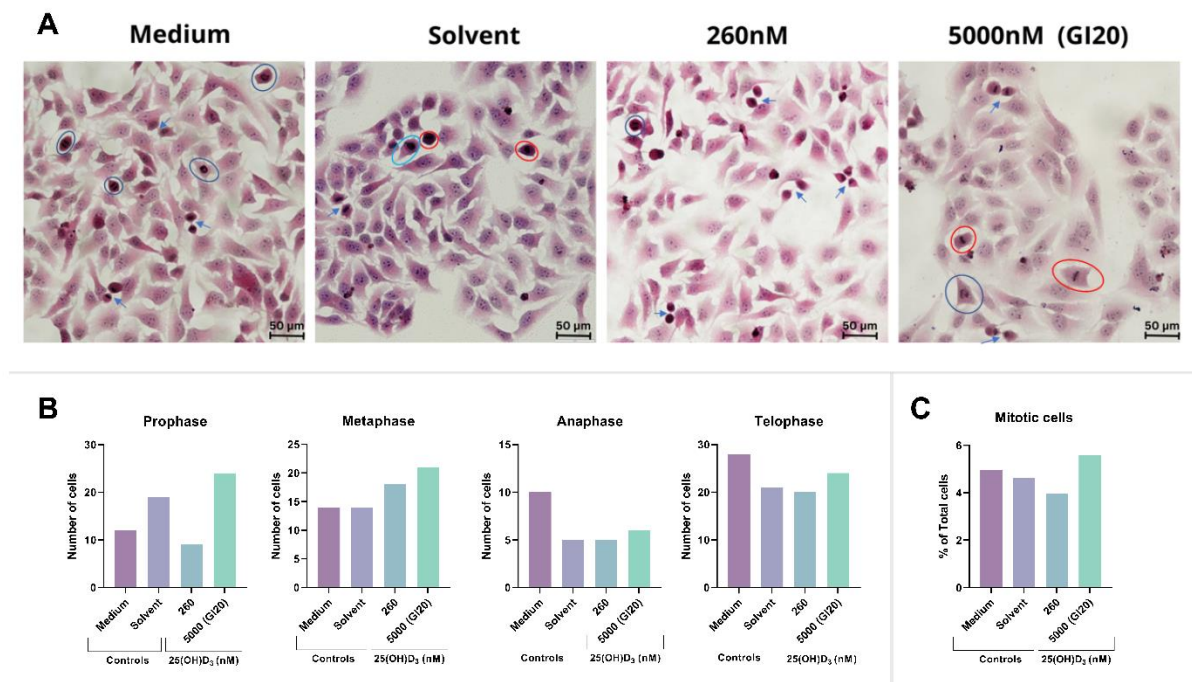 A
Medium
Solvent
260nM
5000nM (GI20)
50 µm
50 µm
50 µm
50 µm
B
Prophase
Number of cells
30
20
10
0
Medium
Solvent
260
5000 (GI20)
Controls
25(OH)D₃ (nM)
Metaphase
Number of cells
25
20
15
10
5
0
Medium
Solvent
260
5000 (GI20)
Controls
25(OH)D₃ (nM)
Anaphase
Number of cells
15
10
5
0
Medium
Solvent
260
5000 (GI20)
Controls
25(OH)D₃ (nM)
Telophase
Number of cells
30
20
10
0
Medium
Solvent
260
5000 (GI20)
Controls
25(OH)D₃ (nM)
C
Mitotic cells
% of Total cells
6
4
2
0
Medium
Solvent
260
5000 (GI20)
Controls
25(OH)D₃ (nM)